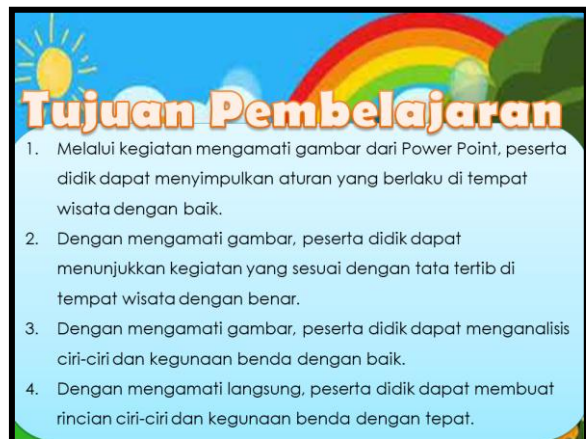 Tujuan Pembelajaran
1. Melalui kegiatan mengamati gambar dari Power Point, peserta
didik dapat menyimpulkan aturan yang berlaku di tempat
wisata dengan baik.
2. Dengan mengamati gambar, peserta didik dapat
menunjukkan kegiatan yang sesuai dengan tata tertib di
tempat wisata dengan benar.
3. Dengan mengamati gambar, peserta didik dapat menganalisis
ciri-ciri dan kegunaan benda dengan baik.
4. Dengan mengamati langsung, peserta didik dapat membuat
rincian ciri-ciri dan kegunaan benda dengan tepat.